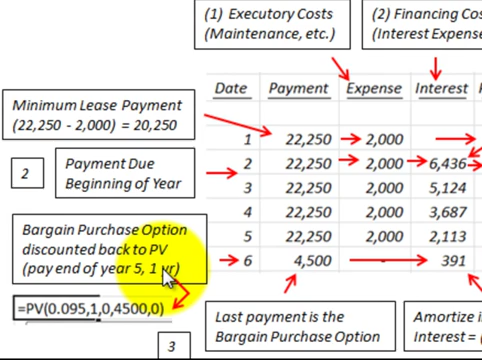 (1) Executory Costs
(Maintenance, etc.)
(2) Financing
(Interest
Date Payment Expense Interest
Minimum Lease Payment
(22,250 - 2,000) = 20,250
1 22,250 2,000
2
Payment Due
Beginning of Year
2 22,250 2,000 6,436
3 22,250 2,000 5,124
4 22,250 2,000 3,687
5 22,250 2,000 2,113
6 4,500 - 391
Bargain Purchase Option
discounted back to PV
(pay end of year 5, 1 yr)
=PV(0.095,1,0,4500,0)
3
Last payment is the
Bargain Purchase Option
Amortize
Interest = (